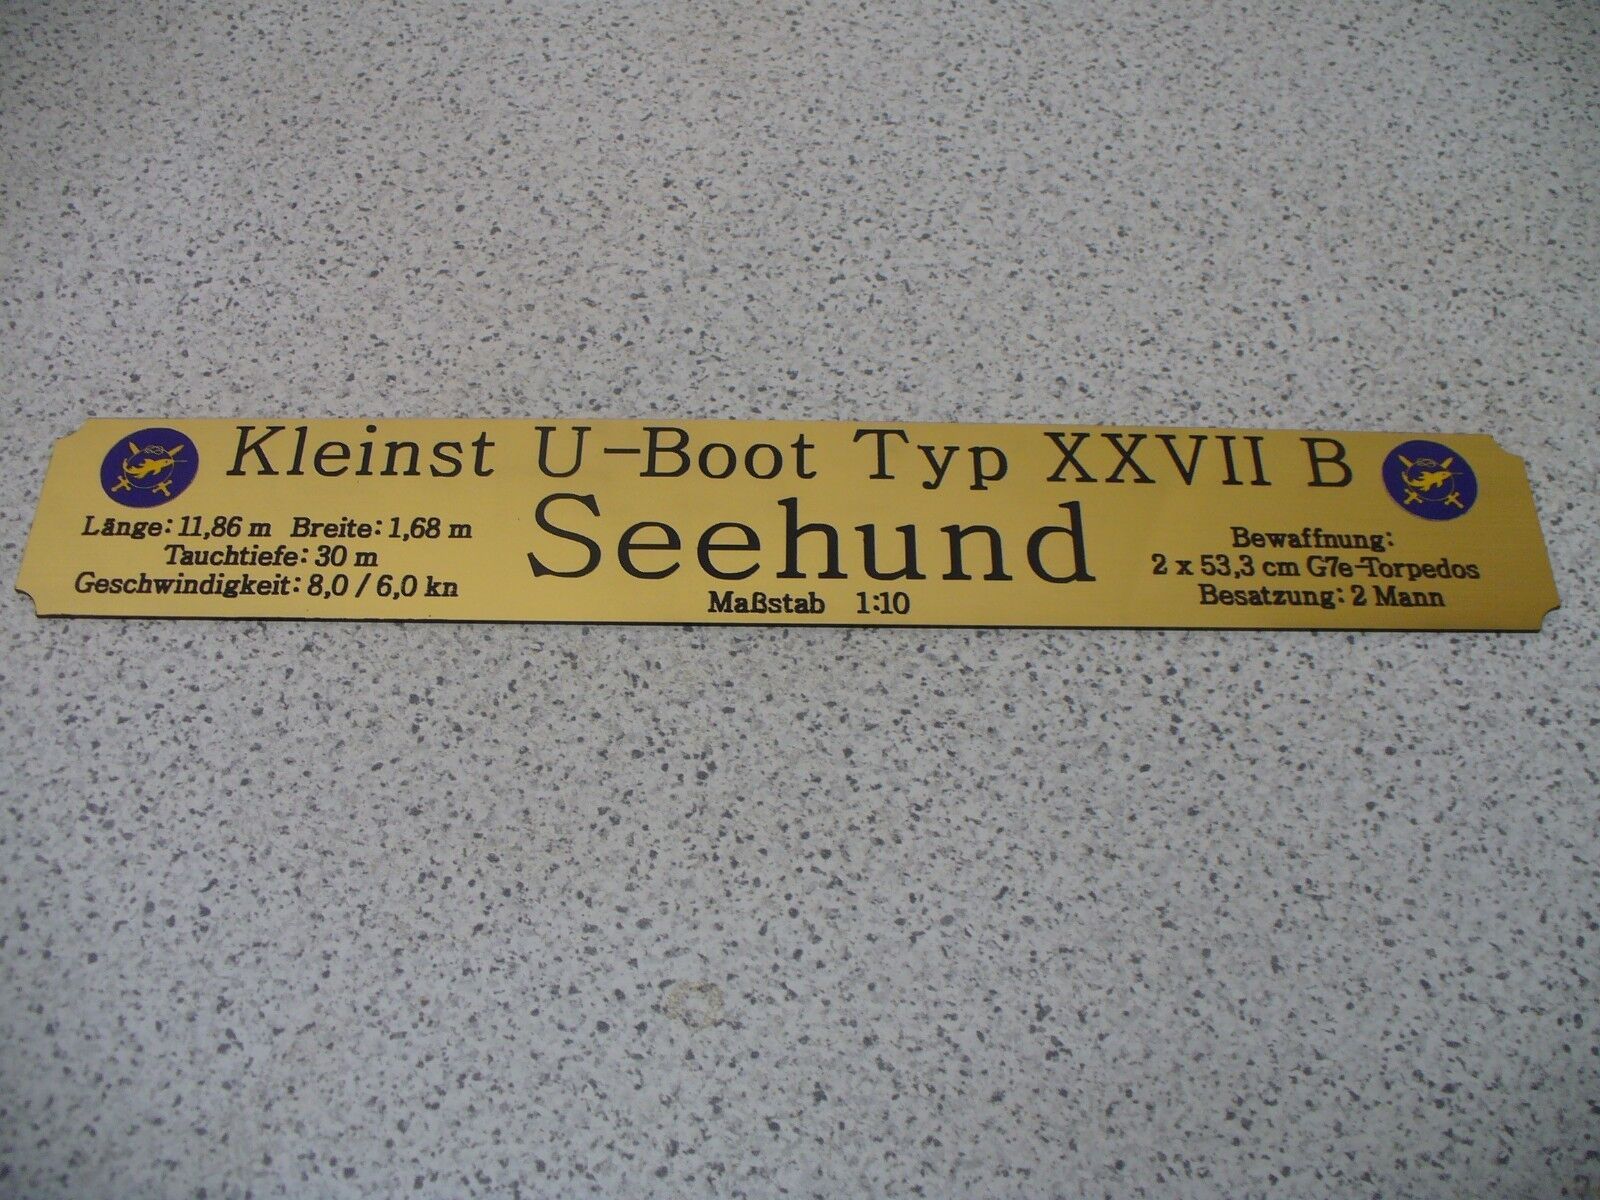 Kleinst U-Boot Typ XXVII B
Seehund
Länge: 11,86 m Breite: 1,68 m
Tauchtiefe: 30 m
Geschwindigkeit: 8,0 / 6,0 kn
Maßstab 1:10
Bewaffnung:
2 x 53,3 cm G7e-Torpedos
Besatzung: 2 Mann